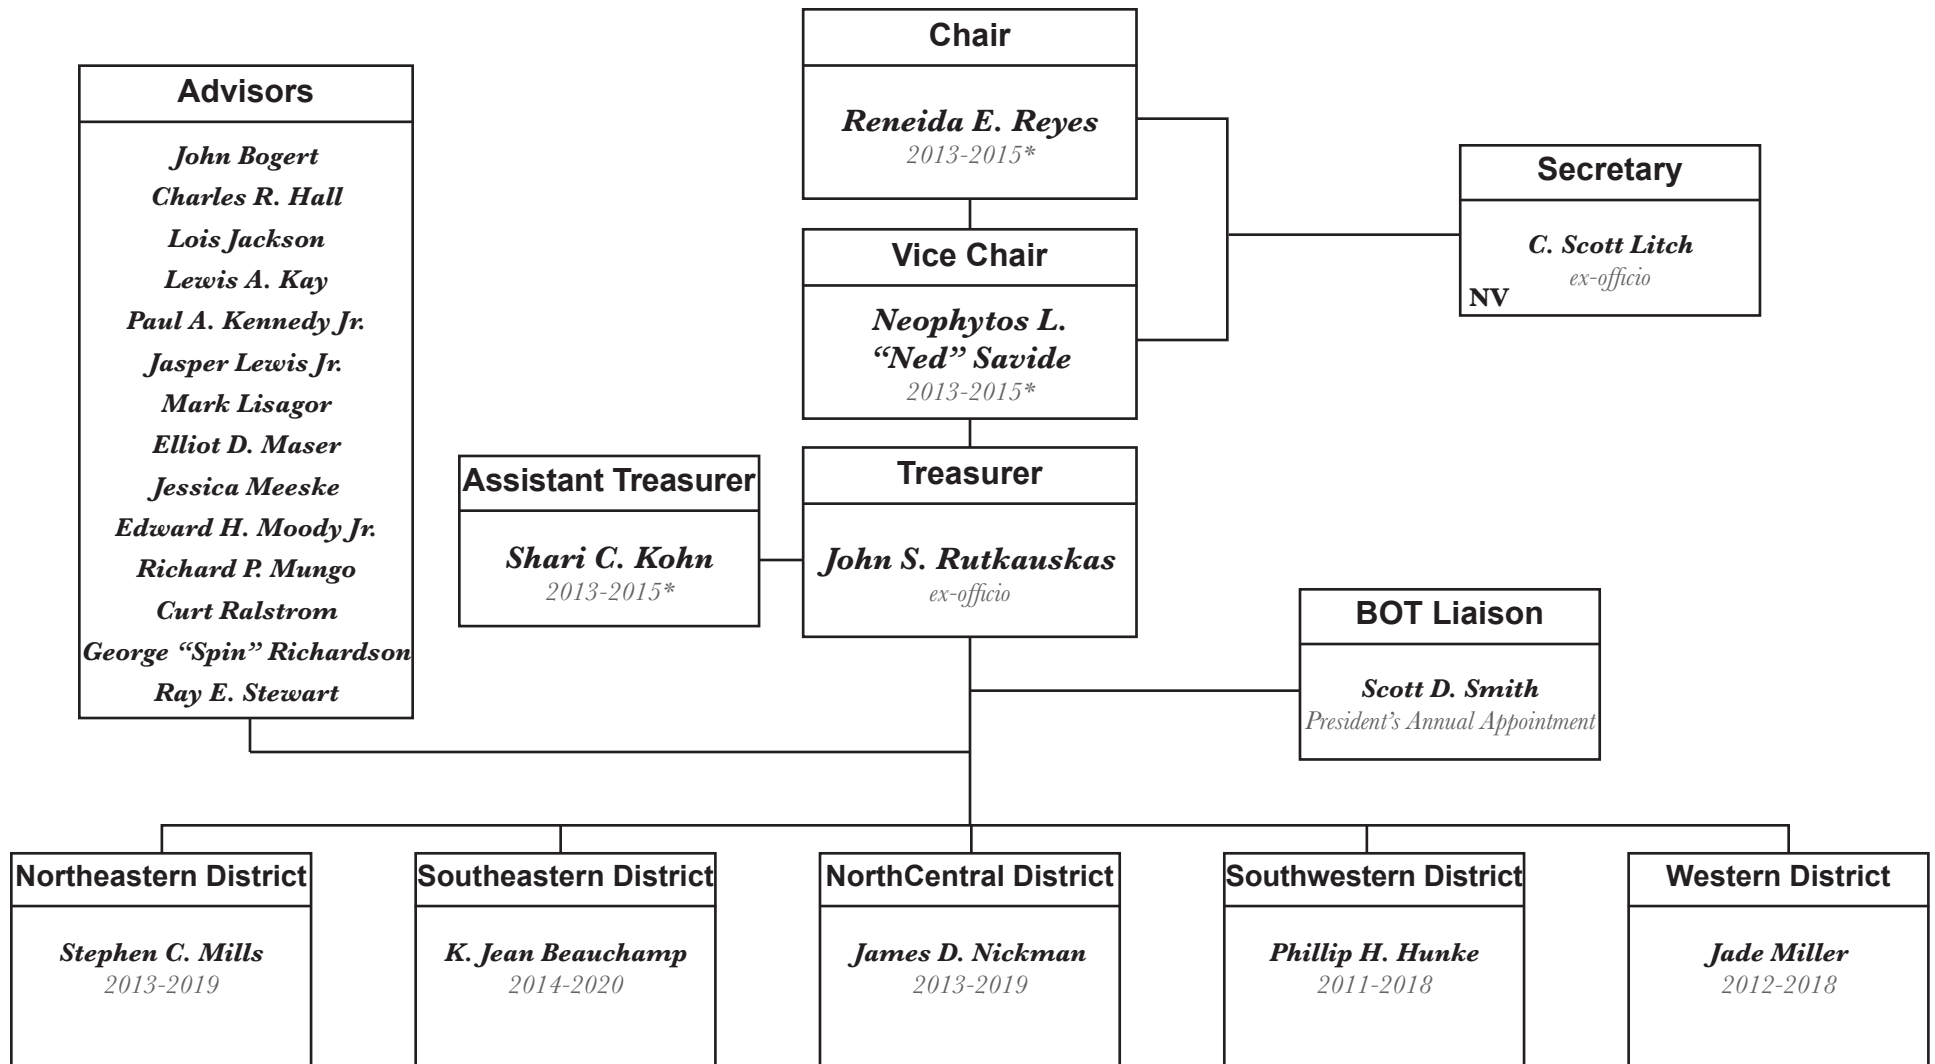 Chair
Reneida E. Reyes
2013-2015*
Advisors
John Bogert
Charles R. Hall
Lois Jackson
Lewis A. Kay
Paul A. Kennedy Jr.
Jasper Lewis Jr.
Mark Lisagor
Elliot D. Maser
Jessica Meeske
Edward H. Moody Jr.
Richard P. Mungo
Curt Ralstrom
George “Spin” Richardson
Ray E. Stewart
Secretary
C. Scott Litch
ex-officio
NV
Vice Chair
Neophytos L.
“Ned” Savide
2013-2015*
Assistant Treasurer
Shari C. Kohn
2013-2015*
Treasurer
John S. Rutkauskas
ex-officio
BOT Liaison
Scott D. Smith
President’s Annual Appointment
Northeastern District
Stephen C. Mills
2013-2019
Southeastern District
K. Jean Beauchamp
2014-2020
NorthCentral District
James D. Nickman
2013-2019
Southwestern District
Phillip H. Hunke
2011-2018
Western District
Jade Miller
2012-2018